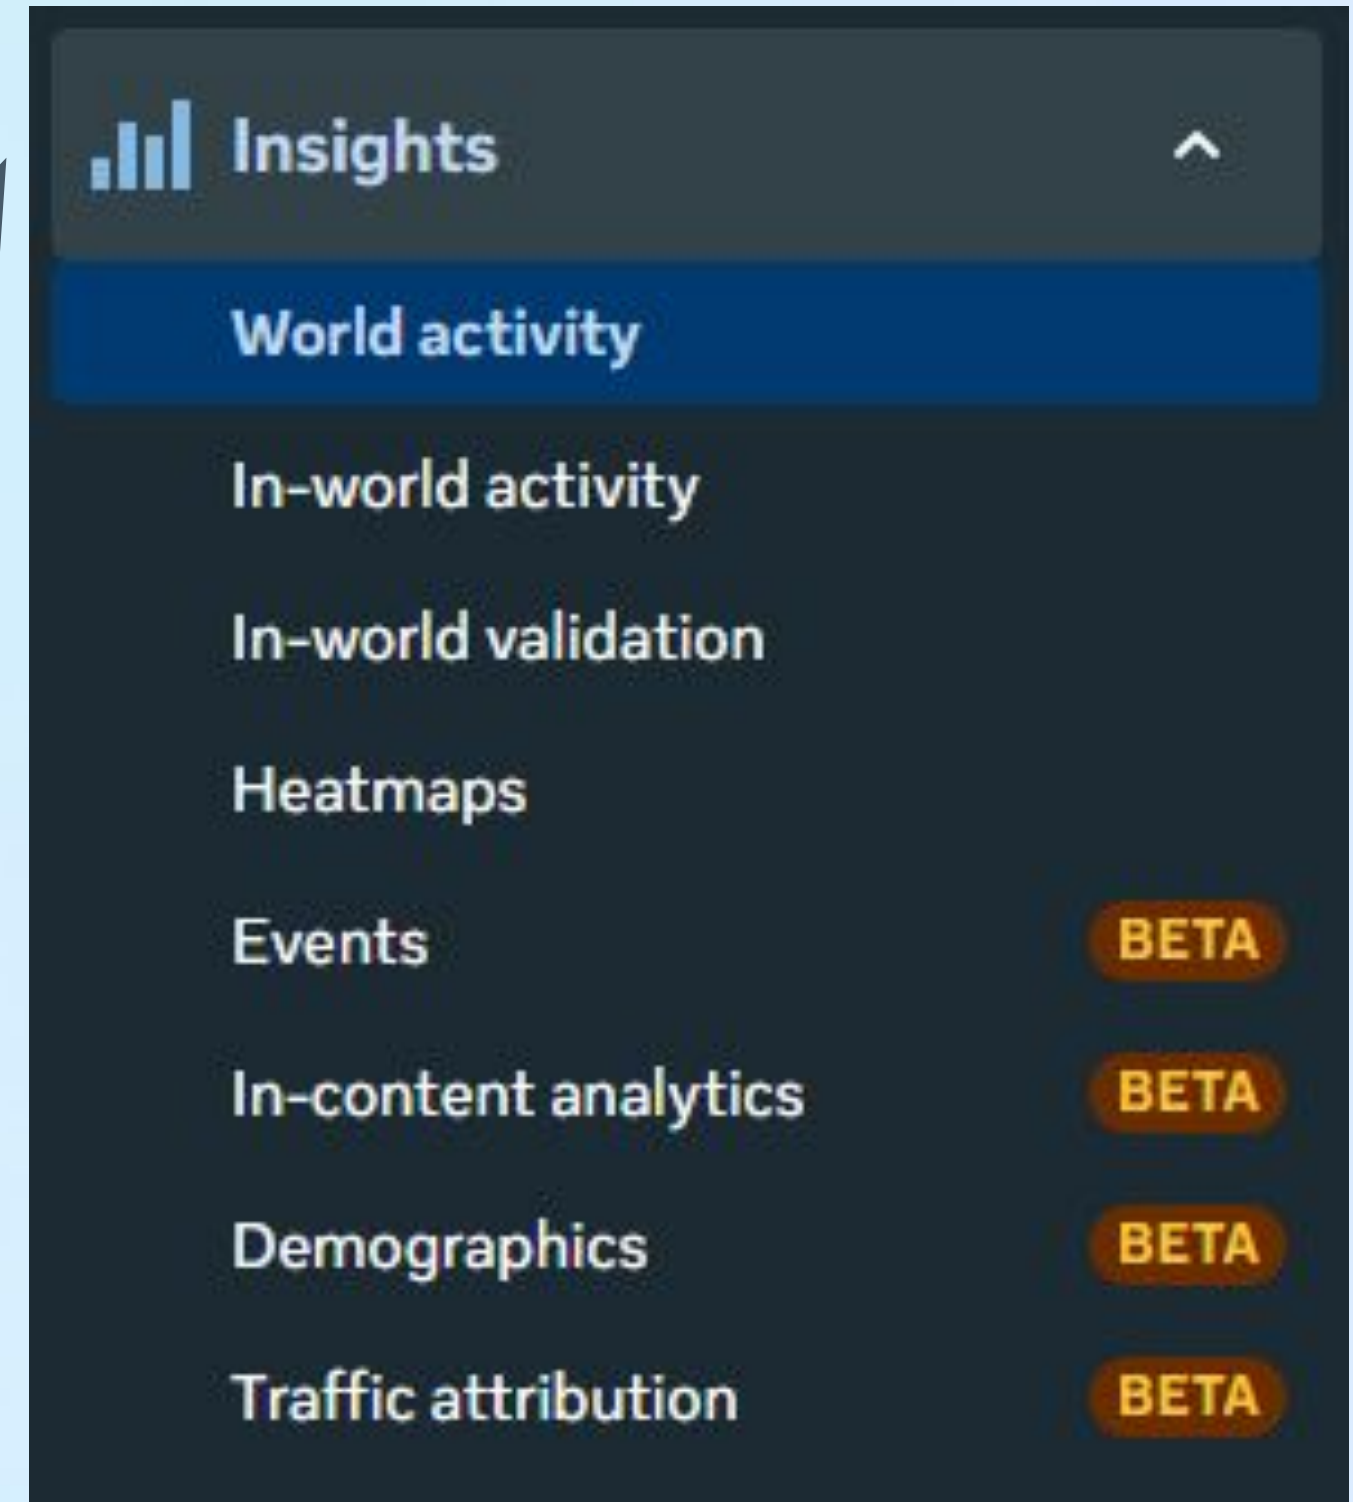 Insights
World activity
In-world activity
In-world validation
Heatmaps
Events BETA
In-content analytics BETA
Demographics BETA
Traffic attribution BETA